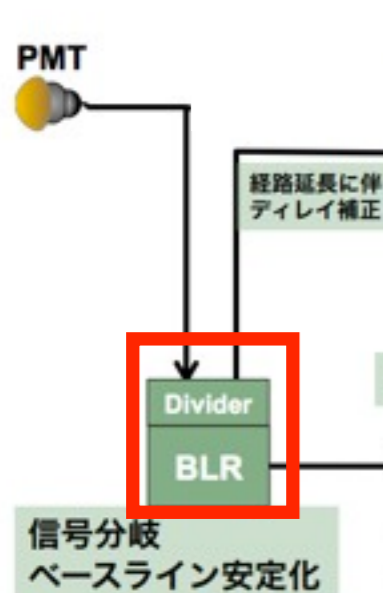 PMT
経路延長に伴
ディレイ補正
Divider
BLR
信号分岐
ベースライン安定化